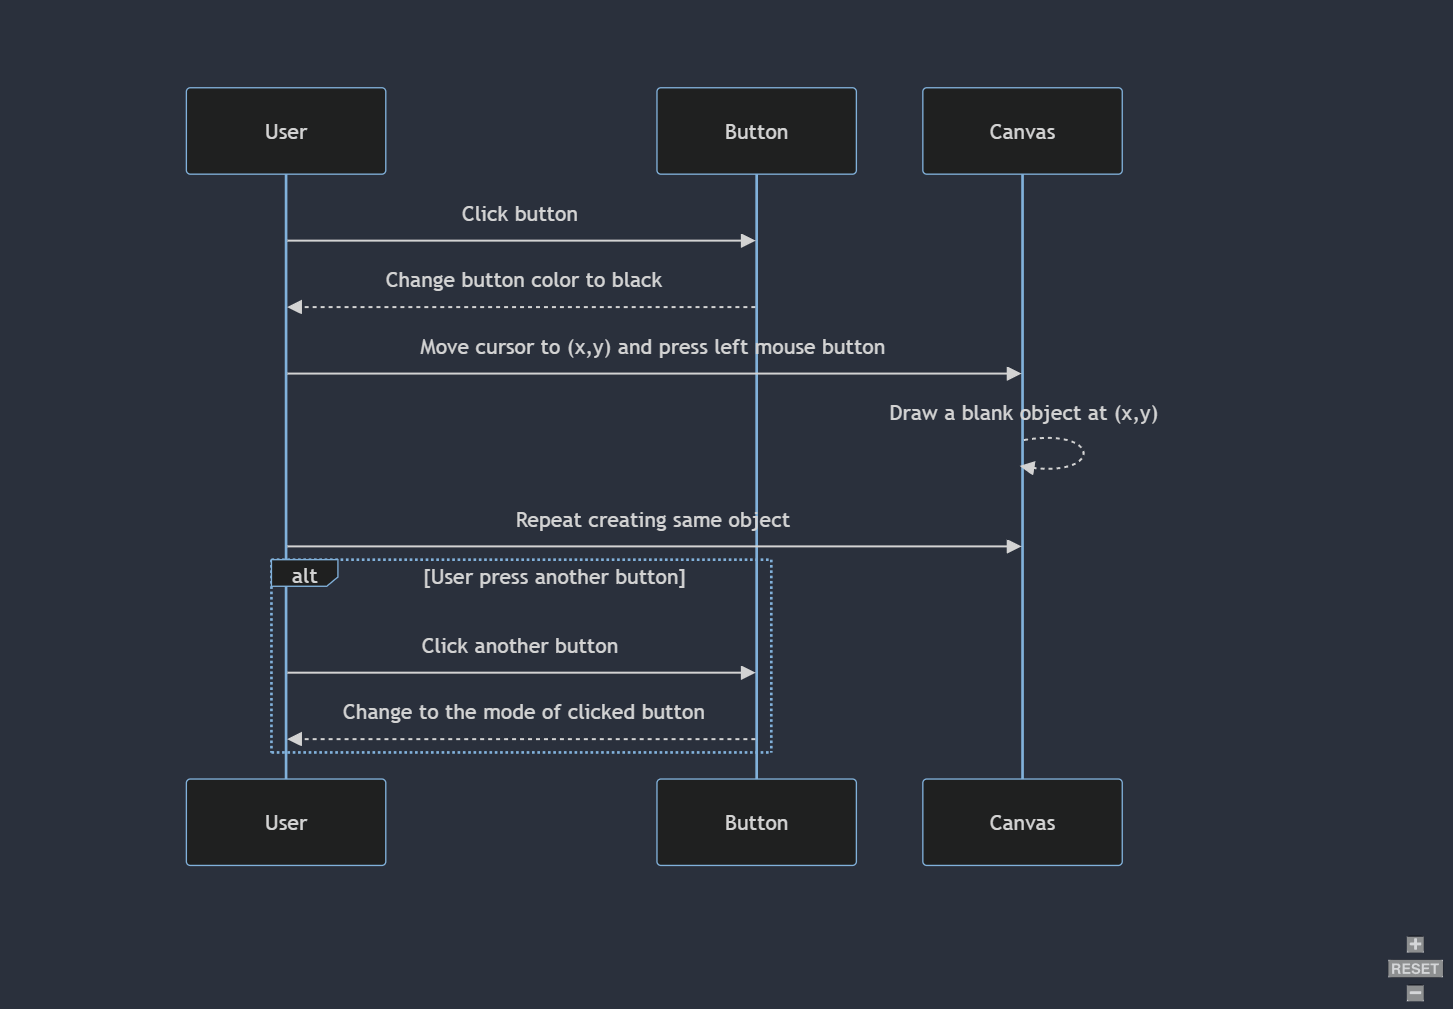 User
Button
Canvas
Click button
Change button color to black
Move cursor to (x,y) and press left mouse button
Draw a blank object at (x,y)
Repeat creating same object
alt
[User press another button]
Click another button
Change to the mode of clicked button
User
Button
Canvas
+
RESET
−